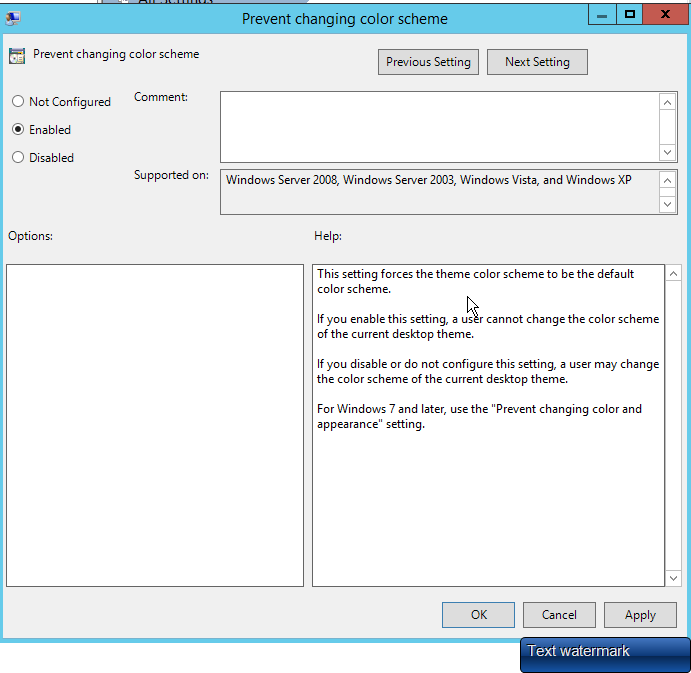 Prevent changing color scheme
Prevent changing color scheme
Previous Setting
Next Setting
Not Configured
Enabled
Disabled
Comment:
Supported on:
Windows Server 2008, Windows Server 2003, Windows Vista, and Windows XP
Options:
Help:
This setting forces the theme color scheme to be the default
color scheme.
If you enable this setting, a user cannot change the color scheme
of the current desktop theme.
If you disable or do not configure this setting, a user may change
the color scheme of the current desktop theme.
For Windows 7 and later, use the "Prevent changing color and
appearance" setting.
OK
Cancel
Apply
Text watermark